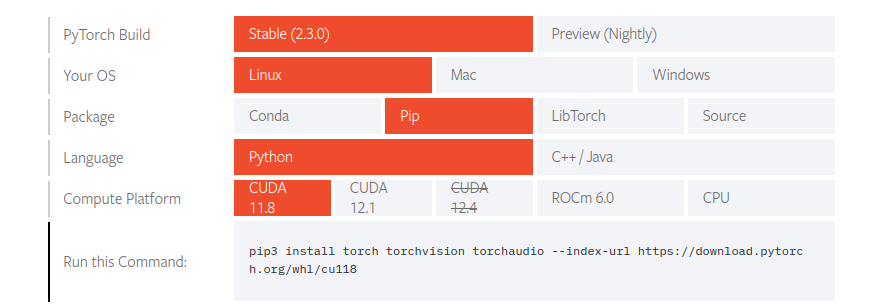 PyTorch Build Stable (2.3.0) Preview (Nightly)
Your OS Linux Mac Windows
Package Conda Pip LibTorch Source
Language Python C++ / Java
Compute Platform CUDA 11.8 CUDA 12.1 CUDA 12.4 ROCm 6.0 CPU
Run this Command:
pip3 install torch torchvision torchaudio --index-url https://download.pytorc
h.org/whl/cu118